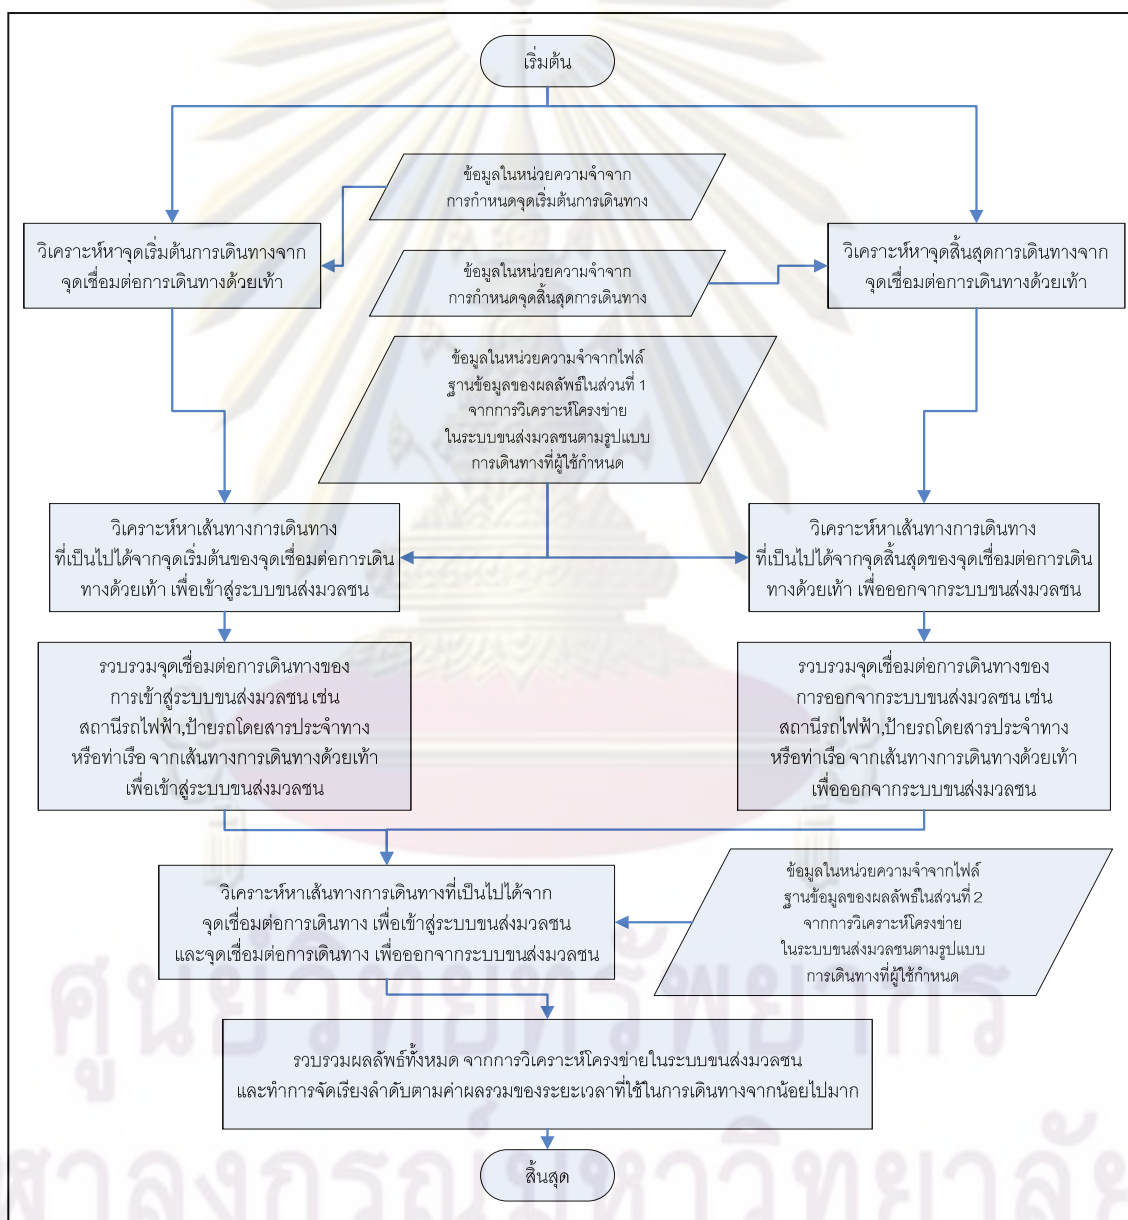 เริ่มต้น
ข้อมูลในหน่วยความจำจาก
การกำหนดจุดเริ่มต้นการเดินทาง
วิเคราะห์หาจุดเริ่มต้นการเดินทางจาก
จุดเชื่อมต่อการเดินทางด้วยเท้า
ข้อมูลในหน่วยความจำจาก
การกำหนดจุดสิ้นสุดการเดินทาง
วิเคราะห์หาจุดสิ้นสุดการเดินทางจาก
จุดเชื่อมต่อการเดินทางด้วยเท้า
ข้อมูลในหน่วยความจำจากไฟล์
ฐานข้อมูลของผลลัพธ์ในส่วนที่ 1
จากการวิเคราะห์โครงข่าย
ในระบบขนส่งมวลชนตามรูปแบบ
การเดินทางที่ผู้ใช้กำหนด
วิเคราะห์หาเส้นทางการเดินทาง
ที่เป็นไปได้จากจุดเริ่มต้นของจุดเชื่อมต่อการเดิน
ทางด้วยเท้า เพื่อเข้าสู่ระบบขนส่งมวลชน
วิเคราะห์หาเส้นทางการเดินทาง
ที่เป็นไปได้จากจุดสิ้นสุดของจุดเชื่อมต่อการเดิน
ทางด้วยเท้า เพื่อออกจากระบบขนส่งมวลชน
รวบรวมจุดเชื่อมต่อการเดินทางของ
การเข้าสู่ระบบขนส่งมวลชน เช่น
สถานีรถไฟฟ้า,ป้ายรถโดยสารประจำทาง
หรือท่าเรือ จากเส้นทางการเดินทางด้วยเท้า
เพื่อเข้าสู่ระบบขนส่งมวลชน
รวบรวมจุดเชื่อมต่อการเดินทางของ
การออกจากระบบขนส่งมวลชน เช่น
สถานีรถไฟฟ้า,ป้ายรถโดยสารประจำทาง
หรือท่าเรือ จากเส้นทางการเดินทางด้วยเท้า
เพื่อออกจากระบบขนส่งมวลชน
วิเคราะห์หาเส้นทางการเดินทางที่เป็นไปได้จาก
จุดเชื่อมต่อการเดินทาง เพื่อเข้าสู่ระบบขนส่งมวลชน
และจุดเชื่อมต่อการเดินทาง เพื่อออกจากระบบขนส่งมวลชน
ข้อมูลในหน่วยความจำจากไฟล์
ฐานข้อมูลของผลลัพธ์ในส่วนที่ 2
จากการวิเคราะห์โครงข่าย
ในระบบขนส่งมวลชนตามรูปแบบ
การเดินทางที่ผู้ใช้กำหนด
รวบรวมผลลัพธ์ทั้งหมด จากการวิเคราะห์โครงข่ายในระบบขนส่งมวลชน
และทำการจัดเรียงลำดับตามค่าผลรวมของระยะเวลาที่ใช้ในการเดินทางจากน้อยไปมาก
สิ้นสุด
ศูนย์วิทยทรัพยากร
ฬาลงกรณ์มหาวิทยาลัย